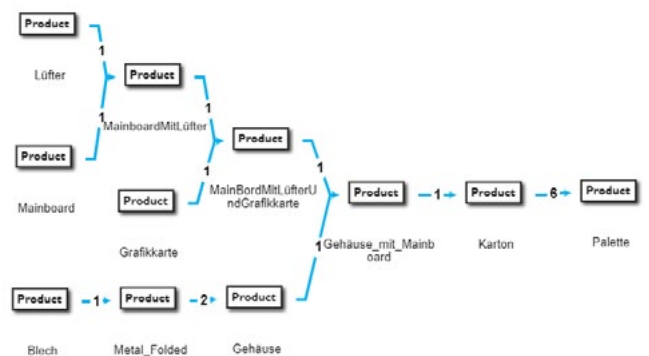 Product
1
Lüfter
Product
MainboardMitLüfter
1
Product
Mainboard
1
Product
MainBordMitLüfterU
ndGrafikkarte
Product
Grafikkarte
1
1
Product
Gehäuse_mit_Mainb
oard
1
Product
Karton
6
Product
Palette
Product
Blech
1
Product
Metal_Folded
2
Product
Gehäuse
1